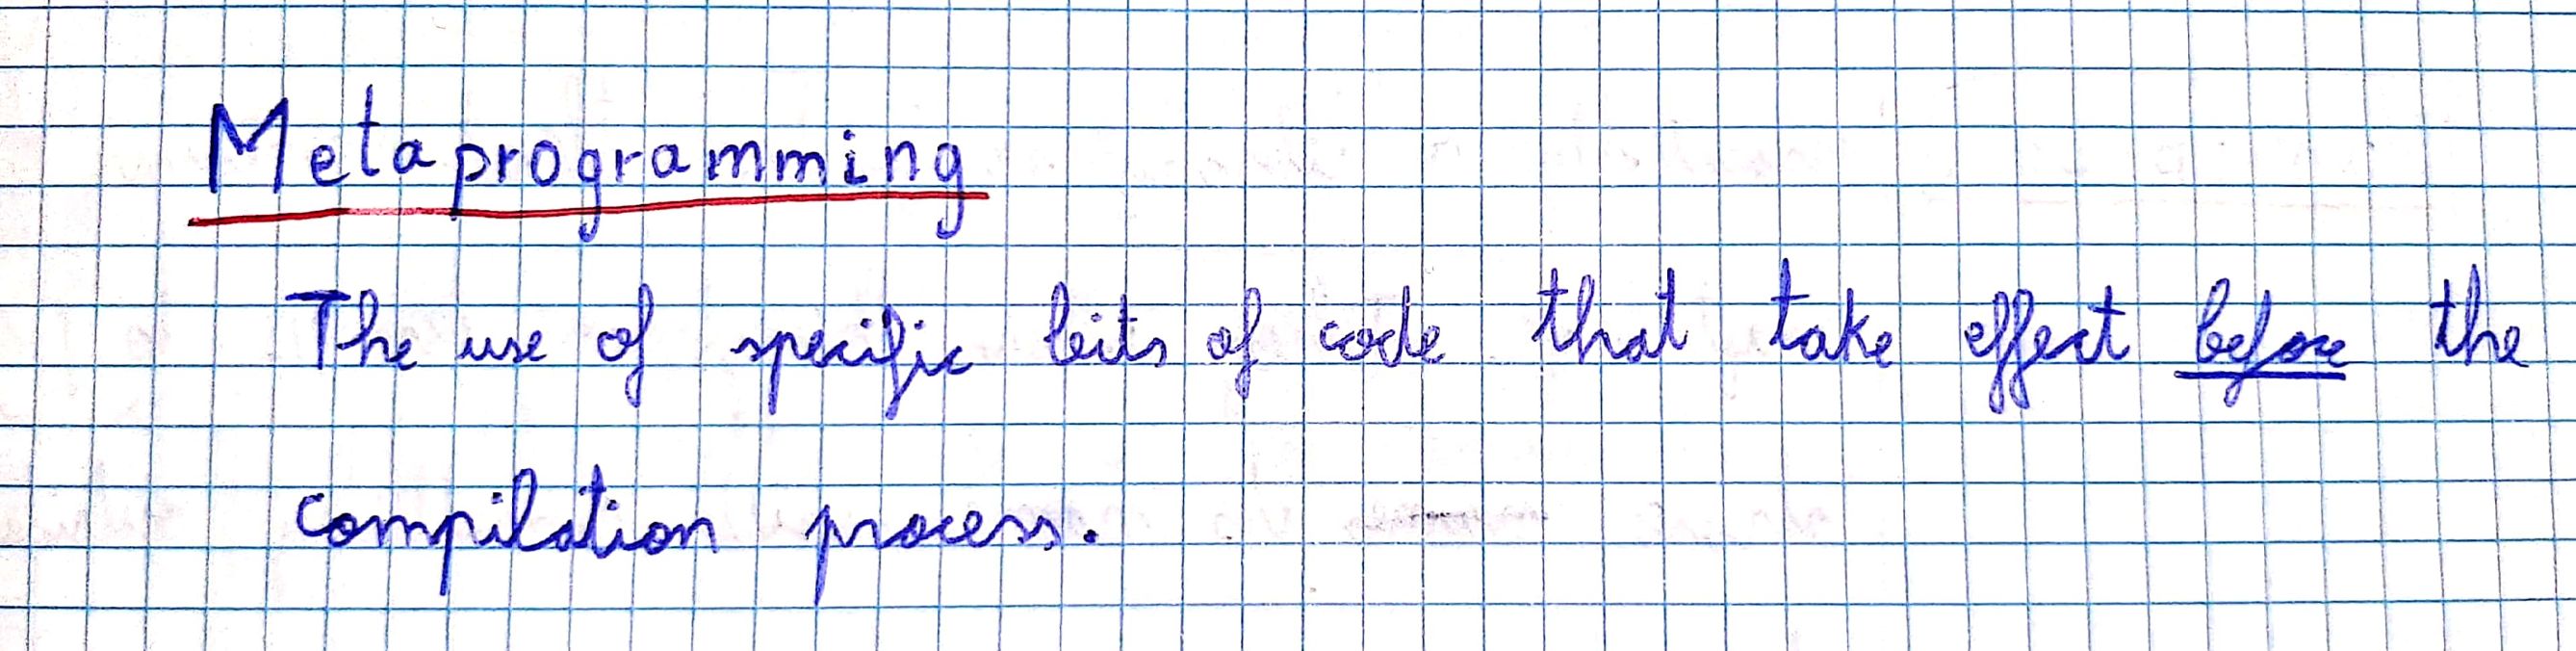 Metaprogramming
The use of specific bits of code that take effect before the
compilation process.